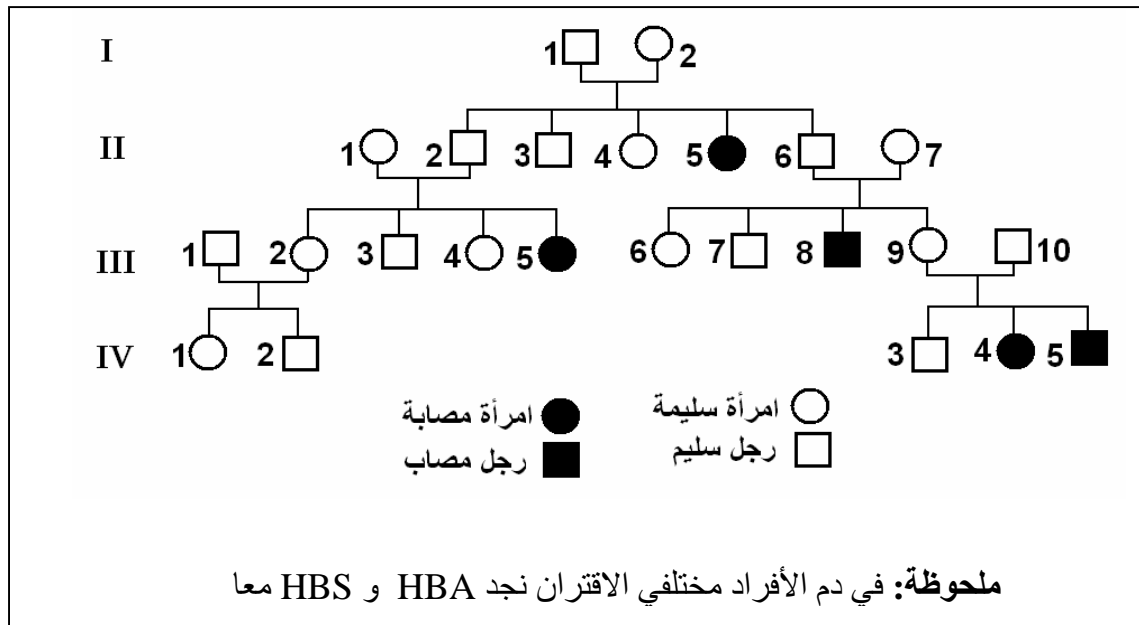 I
1 2
II
1 2 3 4 5 6 7
III
1 2 3 4 5 6 7 8 9 10
IV
1 2 3 4 5
امرأة مصابة امرأة سليمة
رجل مصاب رجل سليم
ملحوظة: في دم الأفراد مختلفي الاقتران نجد HBA و HBS معا